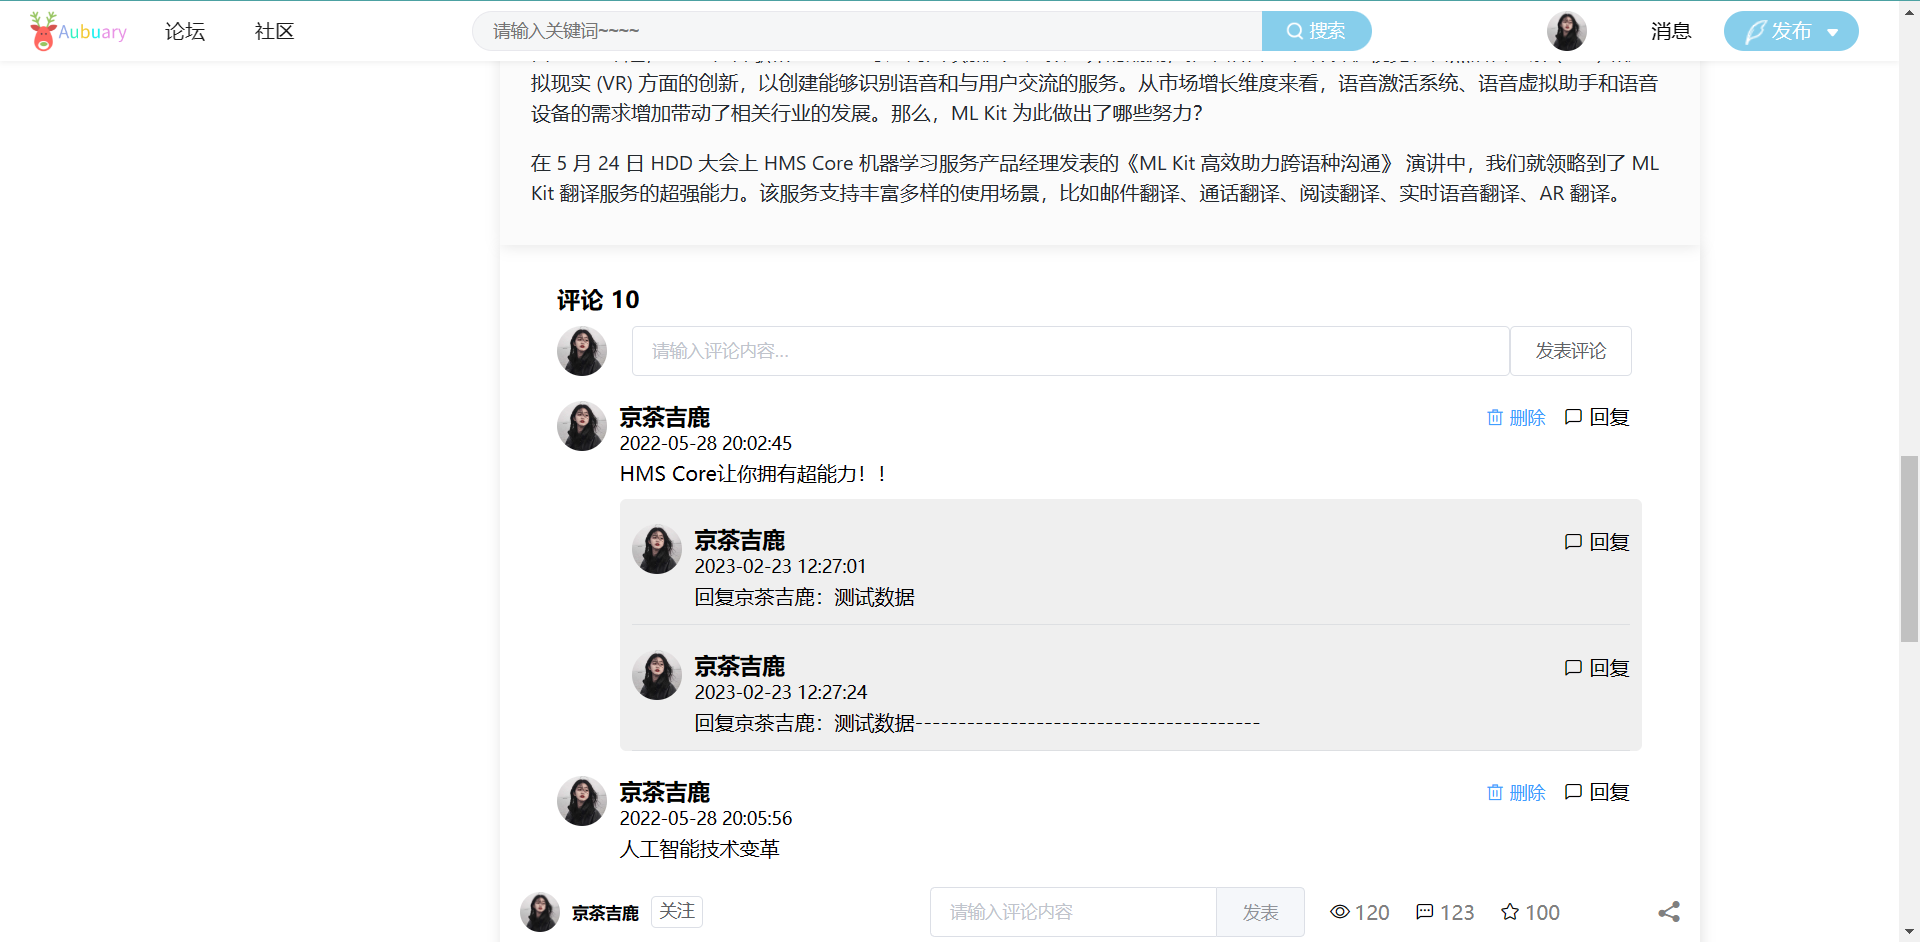 Aubuary 论坛 社区 请输入关键词~~~~ 搜索 消息 发布
拟现实 (VR) 方面的创新，以创建能够识别语音和与用户交流的服务。从市场增长维度来看，语音激活系统、语音虚拟助手和语音
设备的需求增加带动了相关行业的发展。那么，ML Kit 为此做出了哪些努力？
在 5 月 24 日 HDD 大会上 HMS Core 机器学习服务产品经理发表的《ML Kit 高效助力跨语种沟通》 演讲中，我们就领略到了 ML
Kit 翻译服务的超强能力。该服务支持丰富多样的使用场景，比如邮件翻译、通话翻译、阅读翻译、实时语音翻译、AR 翻译。
评论 10
请输入评论内容... 发表评论
京茶吉鹿 删除 回复
2022-05-28 20:02:45
HMS Core让你拥有超能力！！
京茶吉鹿 回复
2023-02-23 12:27:01
回复京茶吉鹿：测试数据
京茶吉鹿 回复
2023-02-23 12:27:24
回复京茶吉鹿：测试数据----------------------------------------
京茶吉鹿 删除 回复
2022-05-28 20:05:56
人工智能技术变革
京茶吉鹿 关注 请输入评论内容 发表 120 123 100